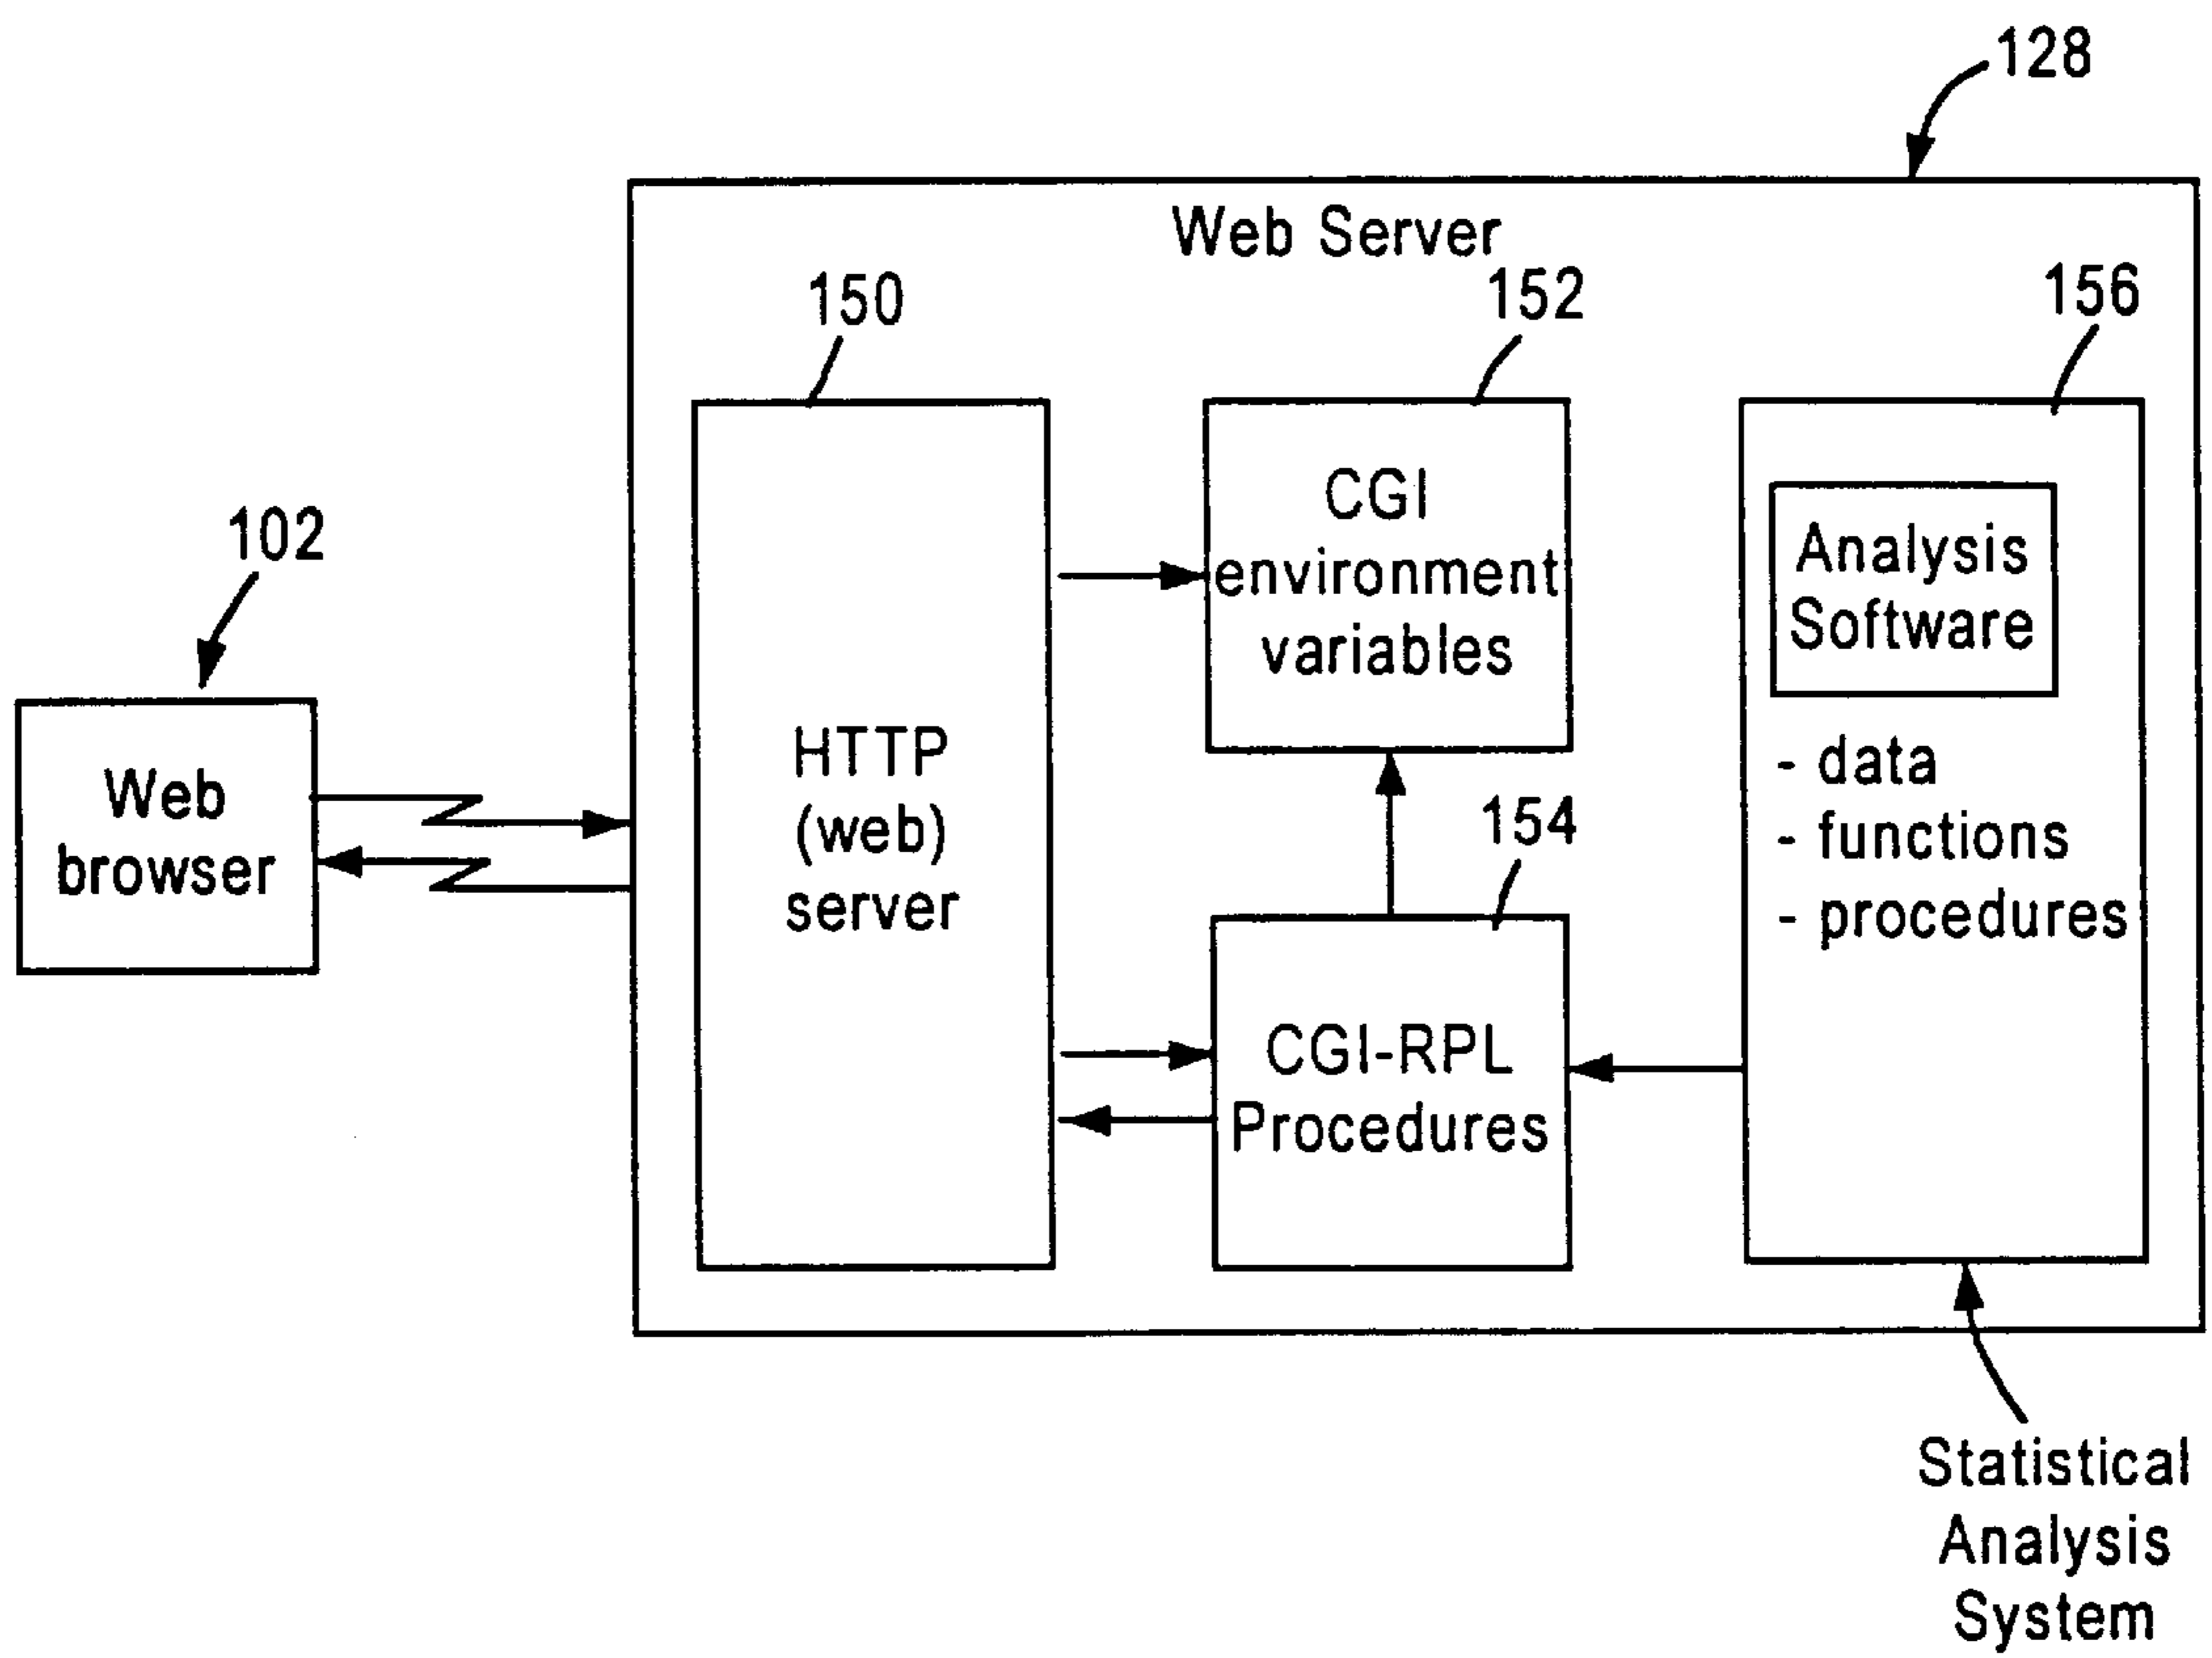 128
Web Server
150
152
156
102
CGI
environment
variables
Analysis
Software
Web
browser
HTTP
(web)
server
- data
- functions
- procedures
154
CGI-RPL
Procedures
Statistical
Analysis
System